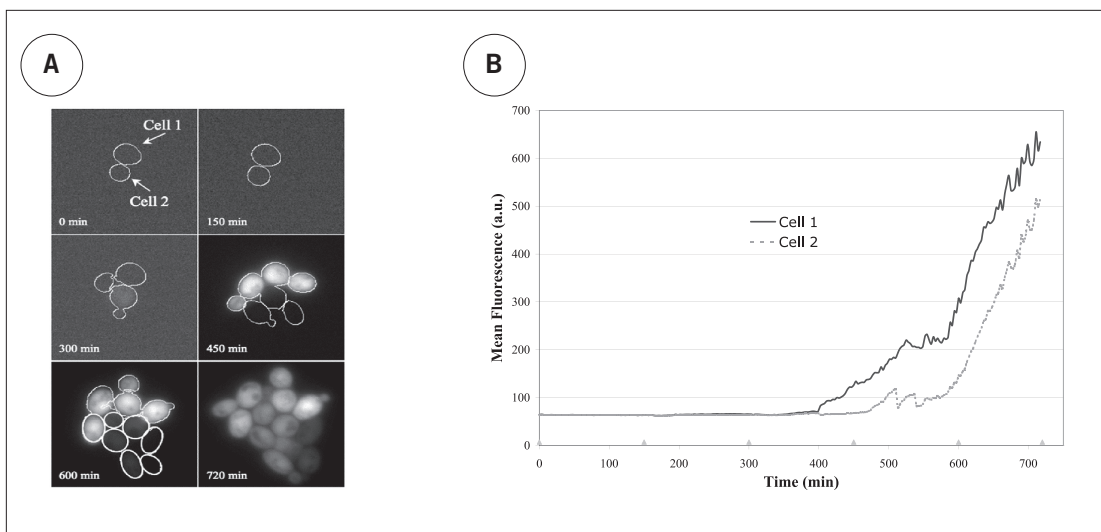 A
B
Cell 1
Cell 2
0 min
150 min
300 min
450 min
600 min
720 min
700
600
500
400
300
200
100
0
Mean Fluorescence (a.u.)
Cell 1
Cell 2
0 100 200 300 400 500 600 700
Time (min)